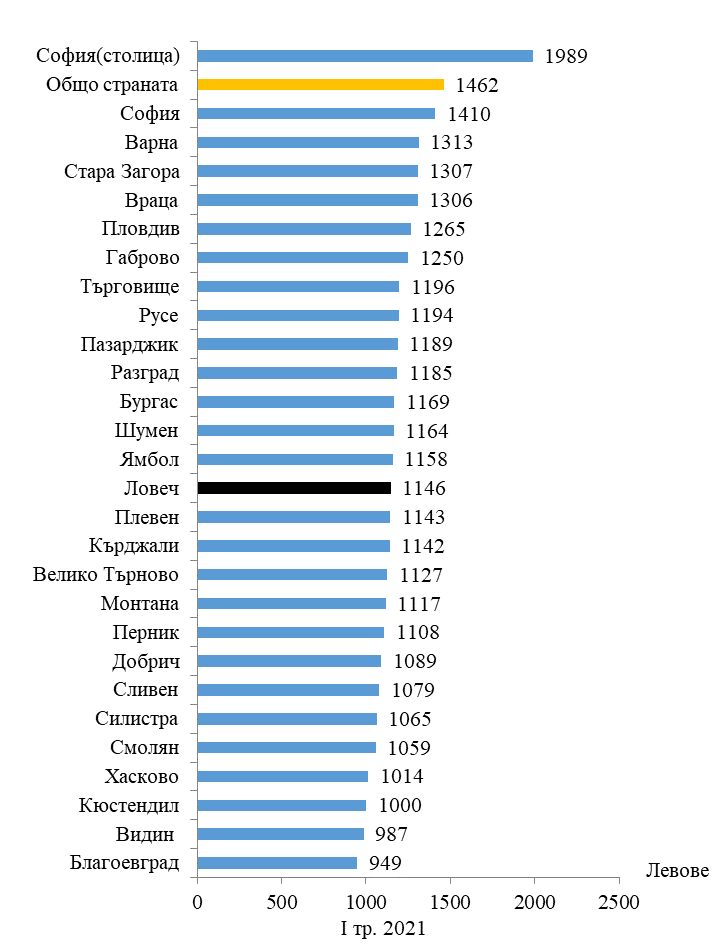 София(столица) 1989
Общо страната 1462
София 1410
Варна 1313
Стара Загора 1307
Враца 1306
Пловдив 1265
Габрово 1250
Търговище 1196
Русе 1194
Пазарджик 1189
Разград 1185
Бургас 1169
Шумен 1164
Ямбол 1158
Ловеч 1146
Плевен 1143
Кърджали 1142
Велико Търново 1127
Монтана 1117
Перник 1108
Добрич 1089
Сливен 1079
Силистра 1065
Смолян 1059
Хасково 1014
Кюстендил 1000
Видин 987
Благоевград 949
Левове
0 500 1000 1500 2000 2500
I тр. 2021